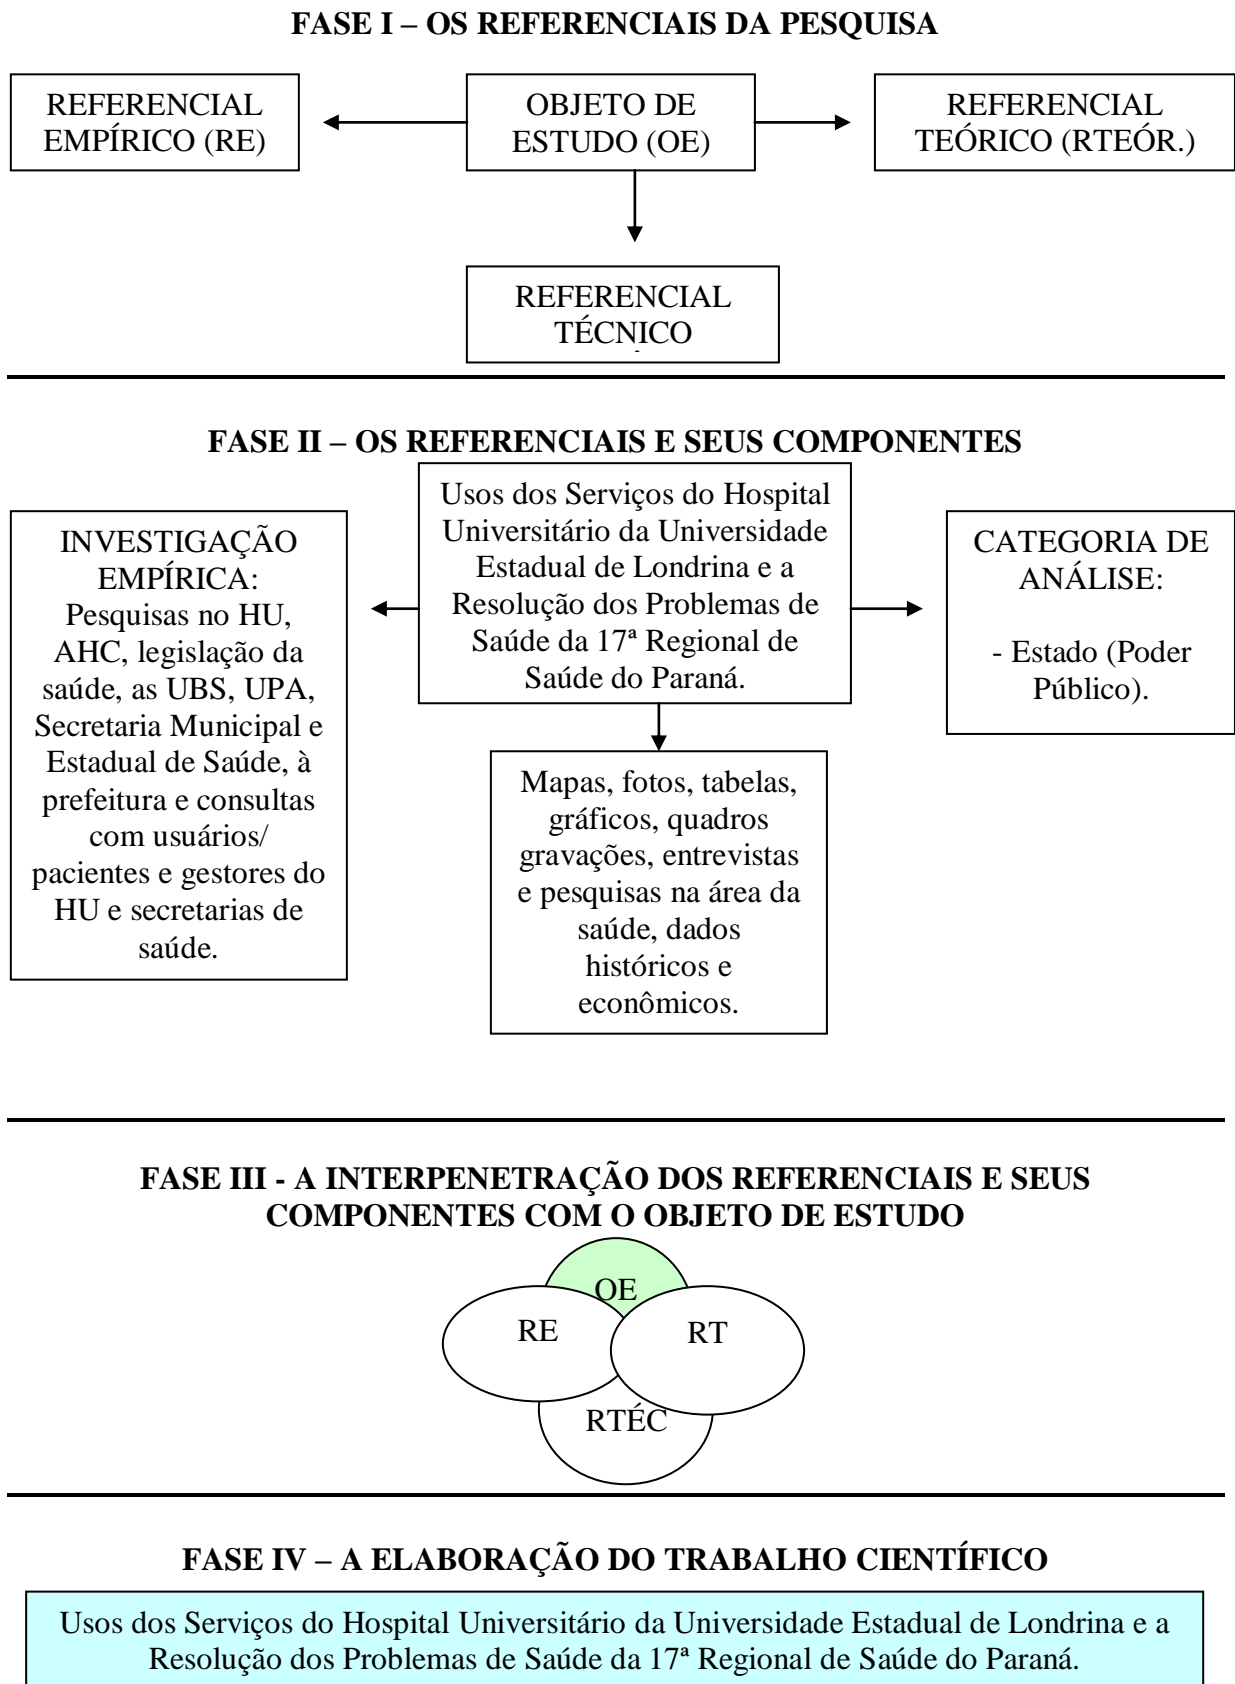 FASE I – OS REFERENCIAIS DA PESQUISA
REFERENCIAL
EMPÍRICO (RE)
OBJETO DE
ESTUDO (OE)
REFERENCIAL
TEÓRICO (RTEÓR.)
REFERENCIAL
TÉCNICO
FASE II – OS REFERENCIAIS E SEUS COMPONENTES
INVESTIGAÇÃO
EMPÍRICA:
Pesquisas no HU,
AHC, legislação da
saúde, as UBS, UPA,
Secretaria Municipal e
Estadual de Saúde, à
prefeitura e consultas
com usuários/
pacientes e gestores do
HU e secretarias de
saúde.
Usos dos Serviços do Hospital
Universitário da Universidade
Estadual de Londrina e a
Resolução dos Problemas de
Saúde da 17ª Regional de
Saúde do Paraná.
CATEGORIA DE
ANÁLISE:
- Estado (Poder
Público).
Mapas, fotos, tabelas,
gráficos, quadros
gravações, entrevistas
e pesquisas na área da
saúde, dados
históricos e
econômicos.
FASE III - A INTERPENETRAÇÃO DOS REFERENCIAIS E SEUS
COMPONENTES COM O OBJETO DE ESTUDO
OE
RE
RT
RTÉC
FASE IV – A ELABORAÇÃO DO TRABALHO CIENTÍFICO
Usos dos Serviços do Hospital Universitário da Universidade Estadual de Londrina e a
Resolução dos Problemas de Saúde da 17ª Regional de Saúde do Paraná.